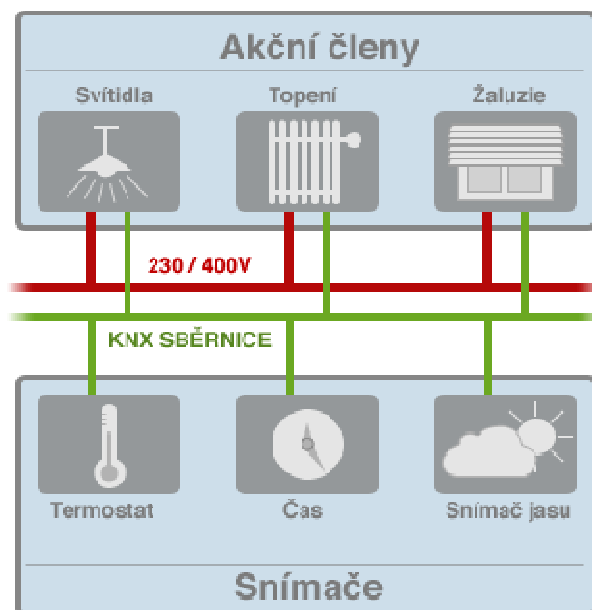 Akční členy
Svítidla
Topení
Žaluzie
230 / 400V
KNX SBĚRNICE
Termostat
Čas
Snímač jasu
Snímače